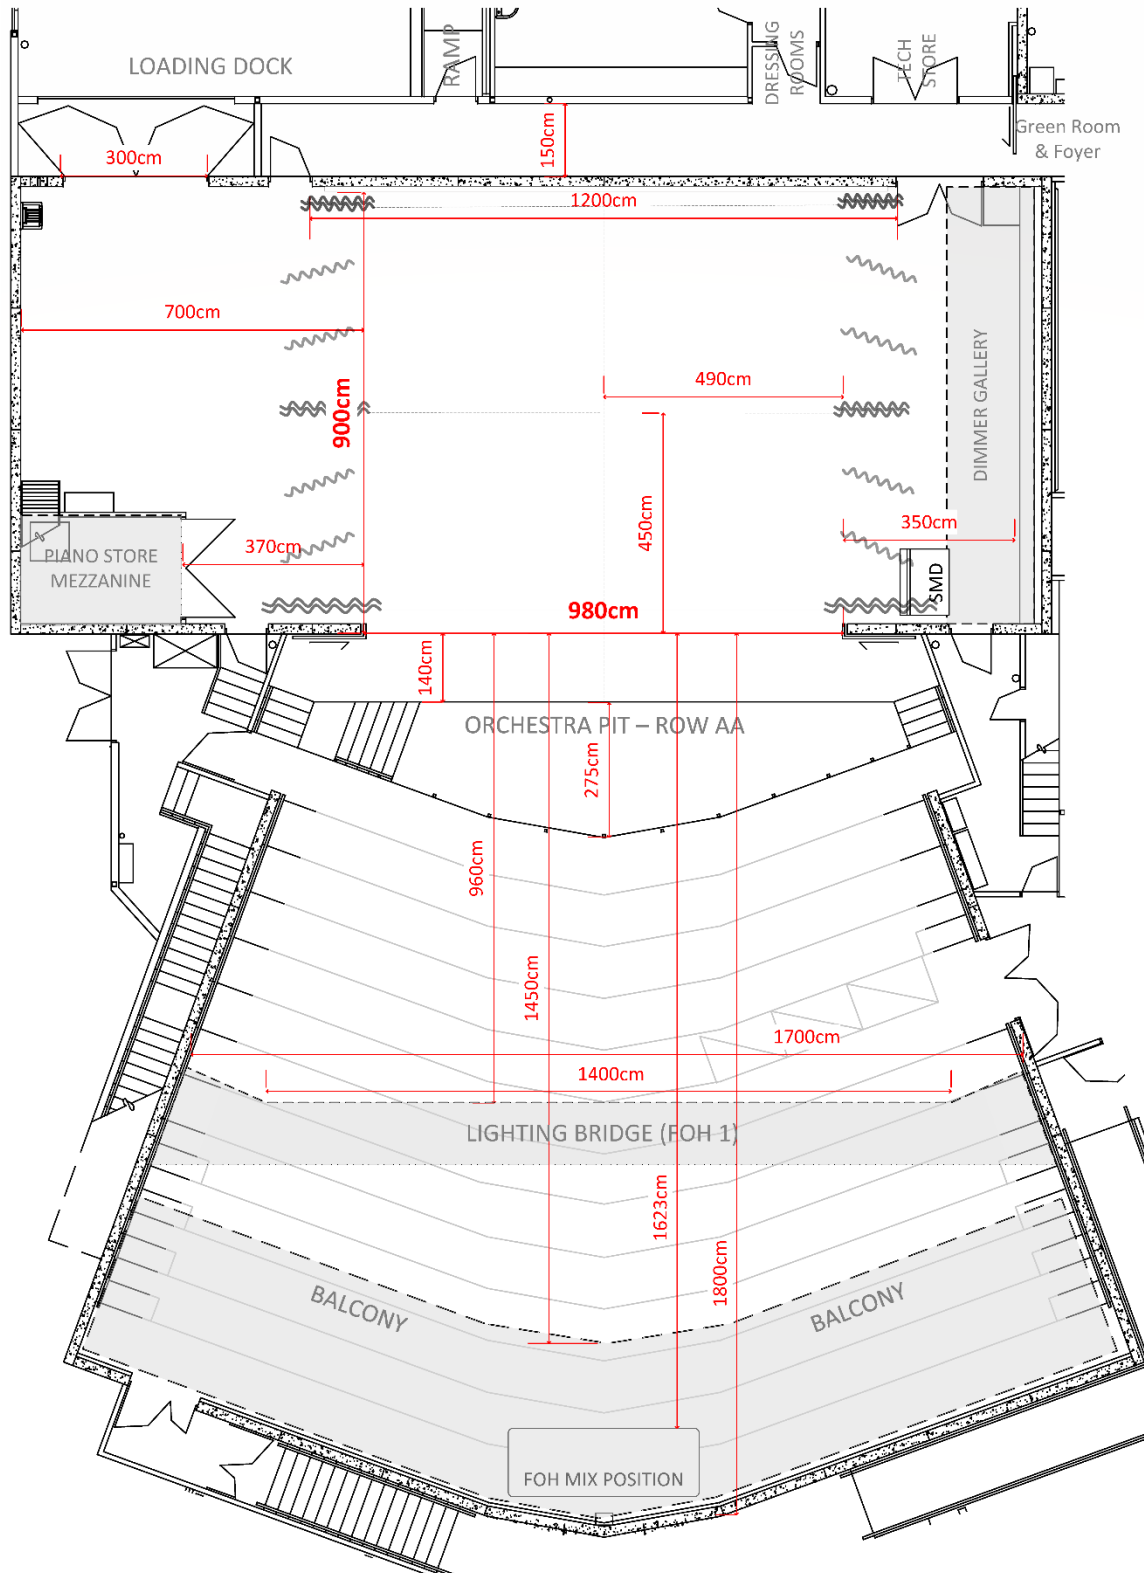 LOADING DOCK
RAMP
DRESSING
ROOMS
TECH
STORE
Green Room
& Foyer
150cm
300cm
1200cm
700cm
900cm
490cm
DIMMER GALLERY
450cm
350cm
370cm
PIANO STORE
MEZZANINE
SMD
980cm
140cm
ORCHESTRA PIT – ROW AA
275cm
960cm
1450cm
1700cm
1400cm
LIGHTING BRIDGE (FOH 1)
1623cm
1800cm
BALCONY
BALCONY
FOH MIX POSITION